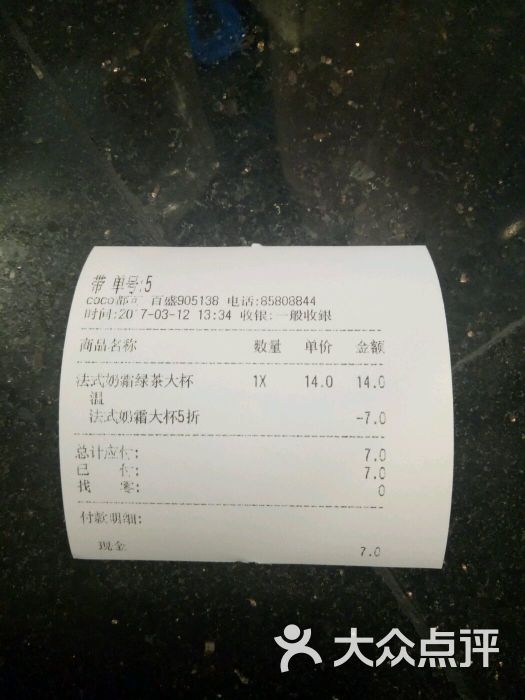 带 单号:5
coco都可 百盛905138 电话:85808844
时间:2017-03-12 13:34 收银:一般收銀
商品名称 数量 单价 金额
法式奶霜绿茶大杯 1X 14.0 14.0
温
法式奶霜大杯5折 -7.0
总计应付: 7.0
已 付: 7.0
找 零: 0
付款明细:
现金 7.0
大众点评